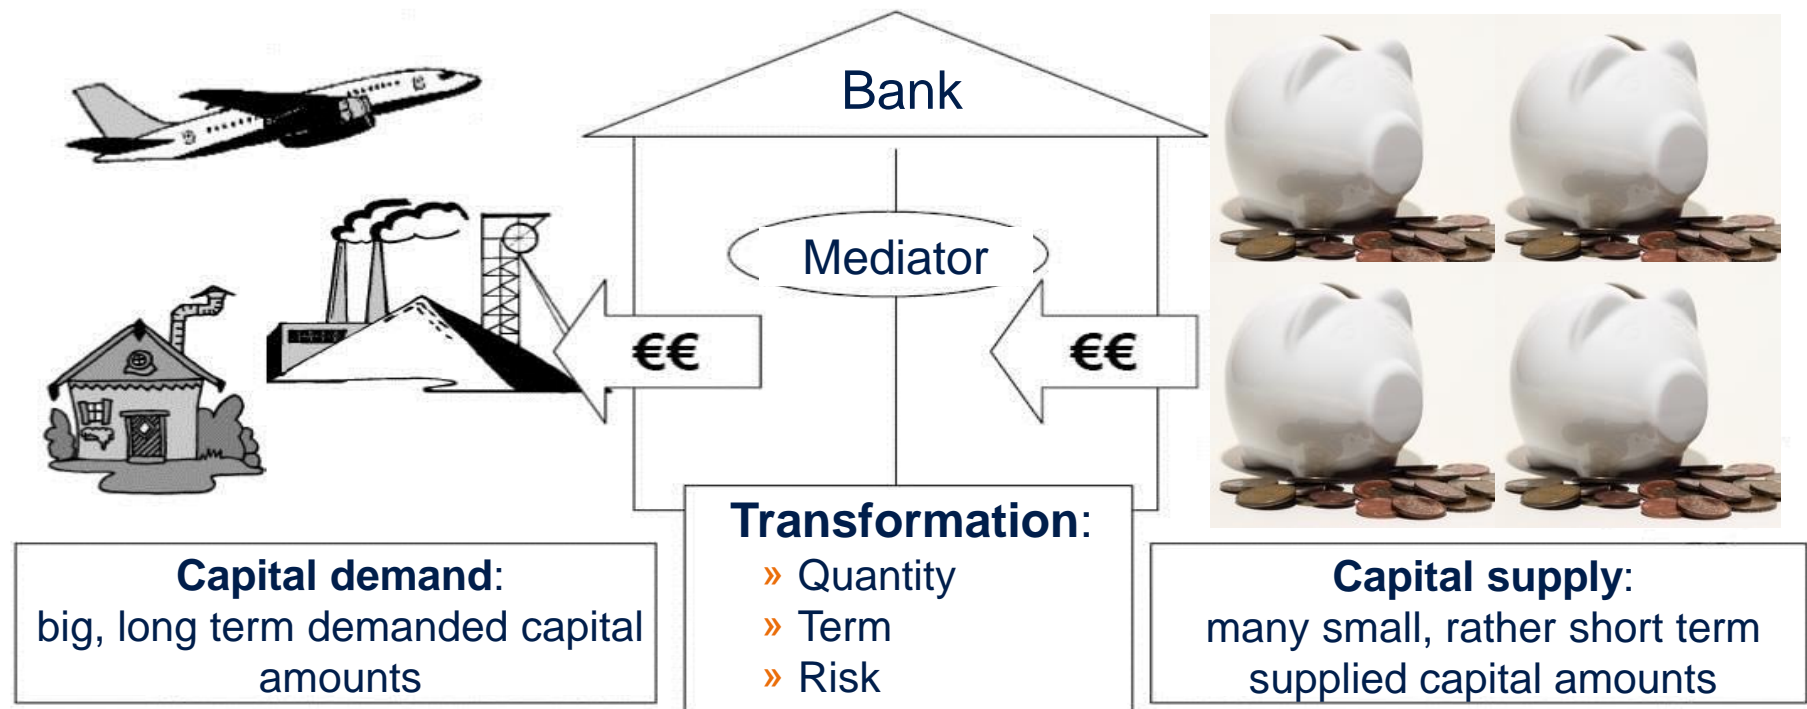 Bank
Mediator
€€
€€
Transformation:
» Quantity
» Term
» Risk
Capital demand:
big, long term demanded capital
amounts
Capital supply:
many small, rather short term
supplied capital amounts